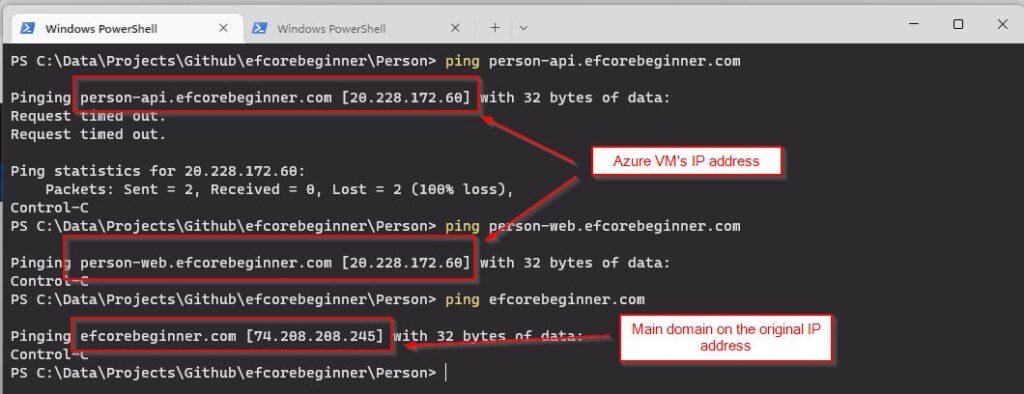 Windows PowerShell
Windows PowerShell
PS C:\Data\Projects\Github\efcorebeginner\Person> ping person-api.efcorebeginner.com
Pinging person-api.efcorebeginner.com [20.228.172.60] with 32 bytes of data:
Request timed out.
Request timed out.
Azure VM's IP address
Ping statistics for 20.228.172.60:
Packets: Sent = 2, Received = 0, Lost = 2 (100% loss),
Control-C
PS C:\Data\Projects\Github\efcorebeginner\Person> ping person-web.efcorebeginner.com
Pinging person-web.efcorebeginner.com [20.228.172.60] with 32 bytes of data:
Control-C
PS C:\Data\Projects\Github\efcorebeginner\Person> ping efcorebeginner.com
Pinging efcorebeginner.com [74.208.208.245] with 32 bytes of data:
Main domain on the original IP
address
Control-C
PS C:\Data\Projects\Github\efcorebeginner\Person>